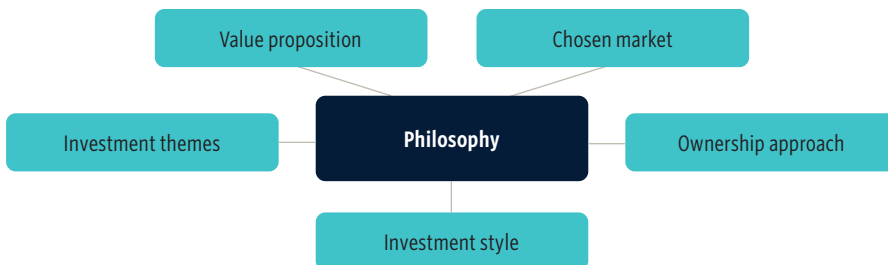 Value proposition
Chosen market
Investment themes
Philosophy
Ownership approach
Investment style